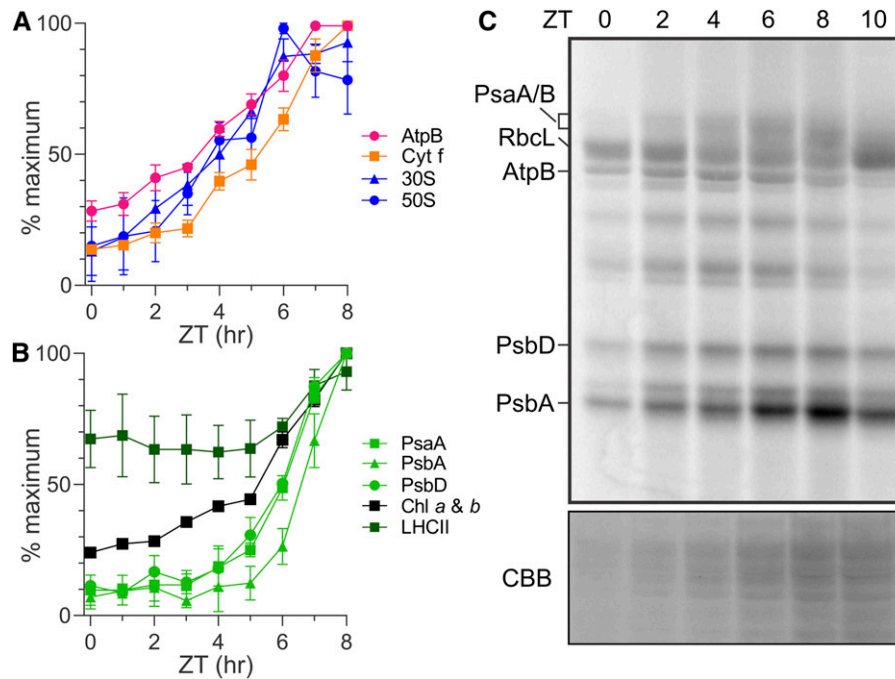 A
% maximum
100
50
0
0 2 4 6 8
ZT (hr)
AtpB
Cyt f
30S
50S
B
% maximum
100
50
0
0 2 4 6 8
ZT (hr)
PsaA
PsbA
PsbD
Chl a & b
LHCII
C
ZT 0 2 4 6 8 10
PsaA/B
RbcL
AtpB
PsbD
PsbA
CBB